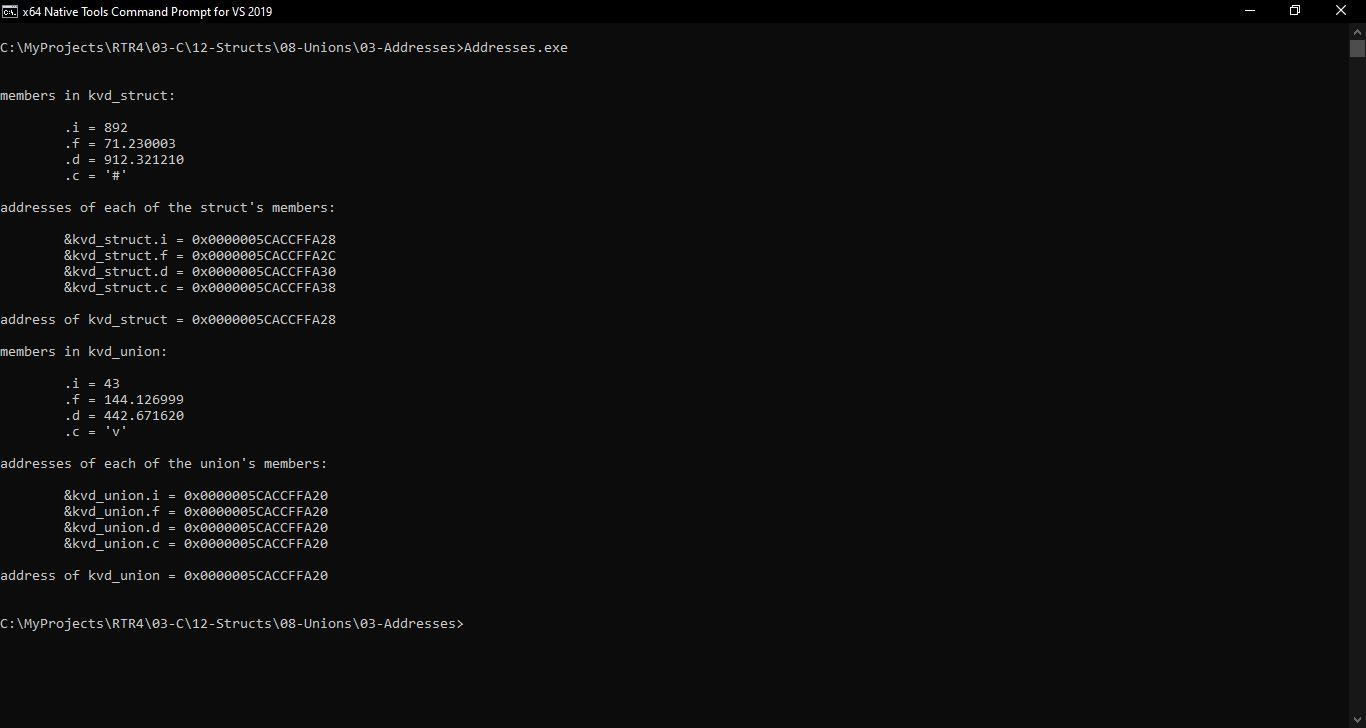 x64 Native Tools Command Prompt for VS 2019
C:\MyProjects\RTR4\03-C\12-Structs\08-Unions\03-Addresses>Addresses.exe
members in kvd_struct:
.i = 892
.f = 71.230003
.d = 912.321210
.c = '#'
addresses of each of the struct's members:
&kvd_struct.i = 0x0000005CACCFFA28
&kvd_struct.f = 0x0000005CACCFFA2C
&kvd_struct.d = 0x0000005CACCFFA30
&kvd_struct.c = 0x0000005CACCFFA38
address of kvd_struct = 0x0000005CACCFFA28
members in kvd_union:
.i = 43
.f = 144.126999
.d = 442.671620
.c = 'v'
addresses of each of the union's members:
&kvd_union.i = 0x0000005CACCFFA20
&kvd_union.f = 0x0000005CACCFFA20
&kvd_union.d = 0x0000005CACCFFA20
&kvd_union.c = 0x0000005CACCFFA20
address of kvd_union = 0x0000005CACCFFA20
C:\MyProjects\RTR4\03-C\12-Structs\08-Unions\03-Addresses>